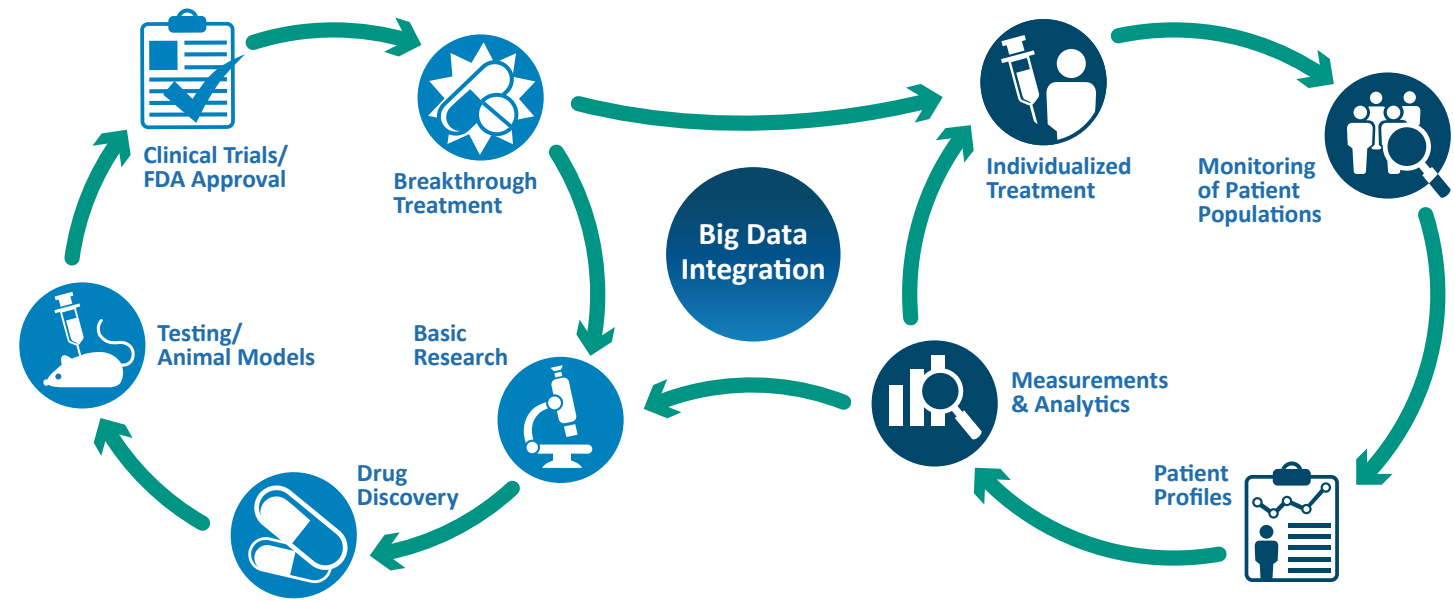 Clinical Trials/
FDA Approval
Breakthrough
Treatment
Individualized
Treatment
Monitoring
of Patient
Populations
Big Data
Integration
Testing/
Animal Models
Basic
Research
Measurements
& Analytics
Drug
Discovery
Patient
Profiles